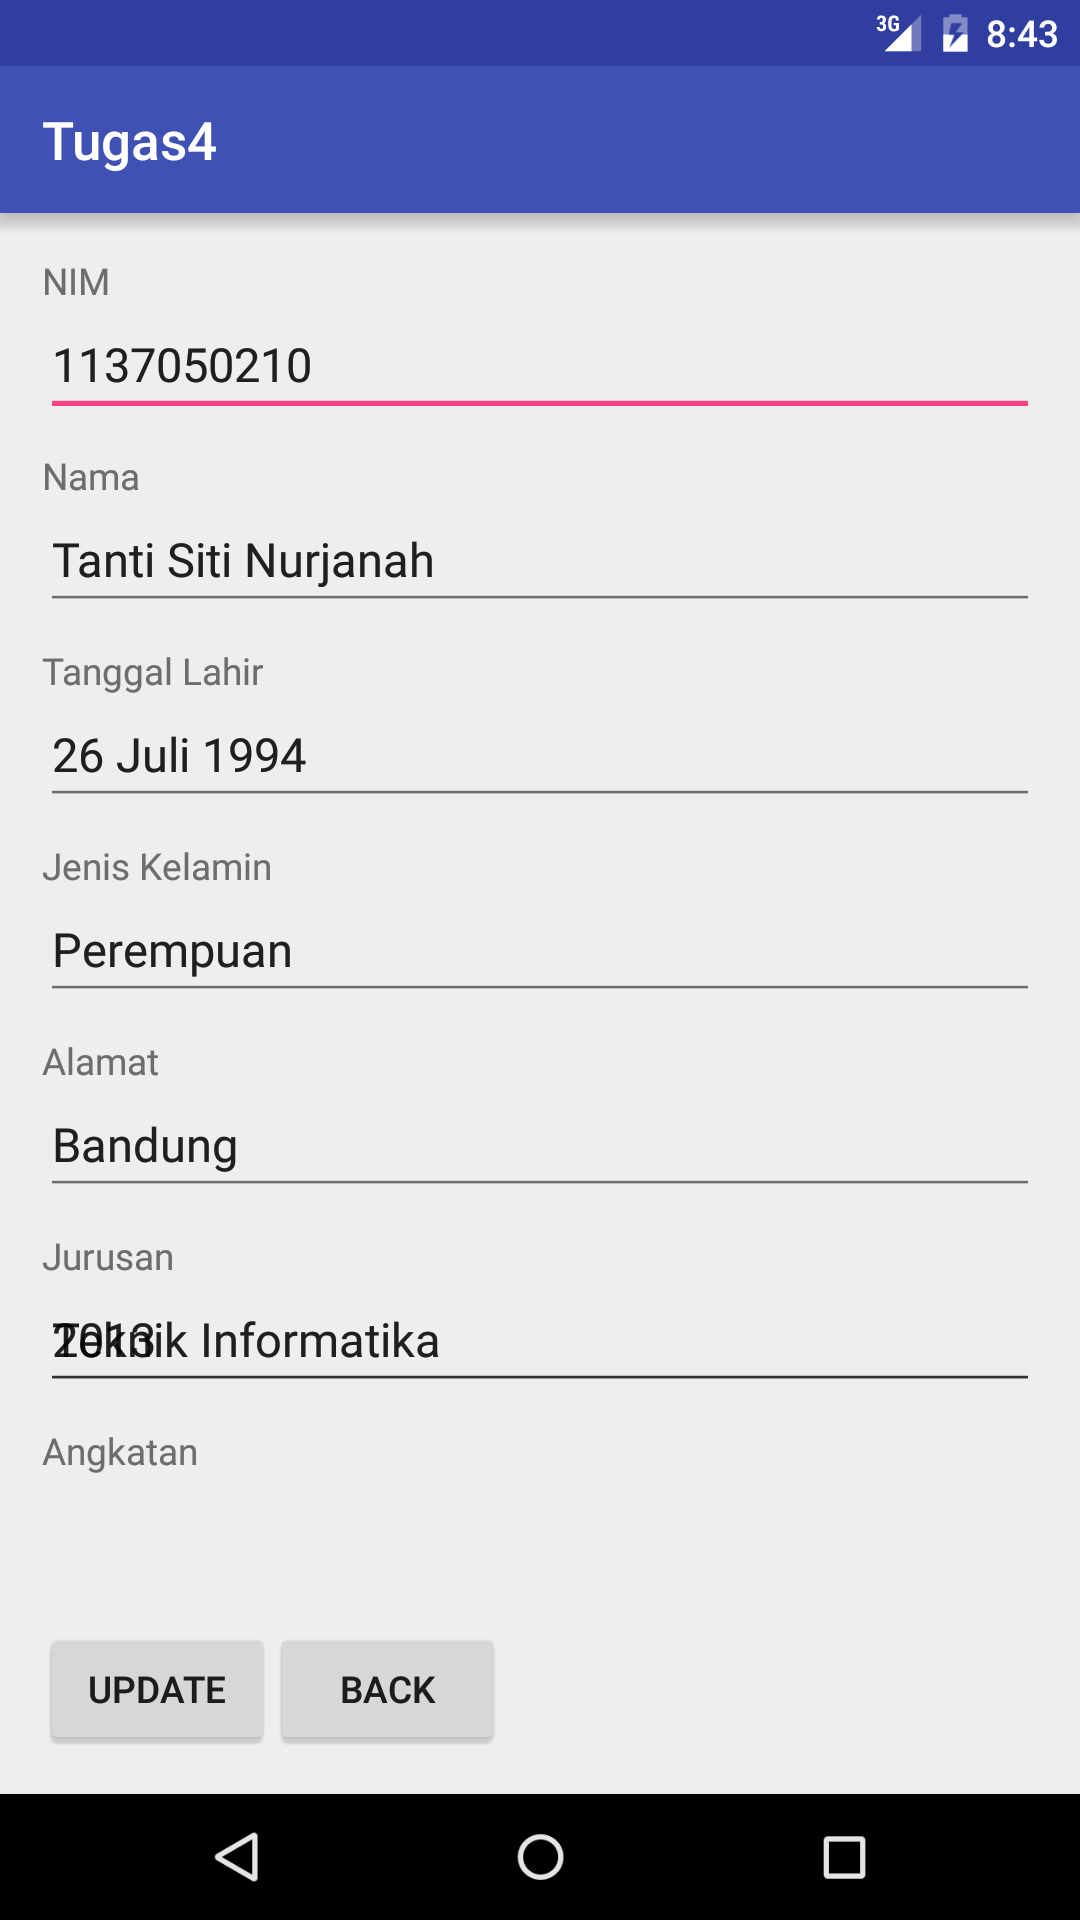 3G 8:43
Tugas4
NIM
1137050210
Nama
Tanti Siti Nurjanah
Tanggal Lahir
26 Juli 1994
Jenis Kelamin
Perempuan
Alamat
Bandung
Jurusan
Teknik Informatika
2013
Angkatan
UPDATE BACK